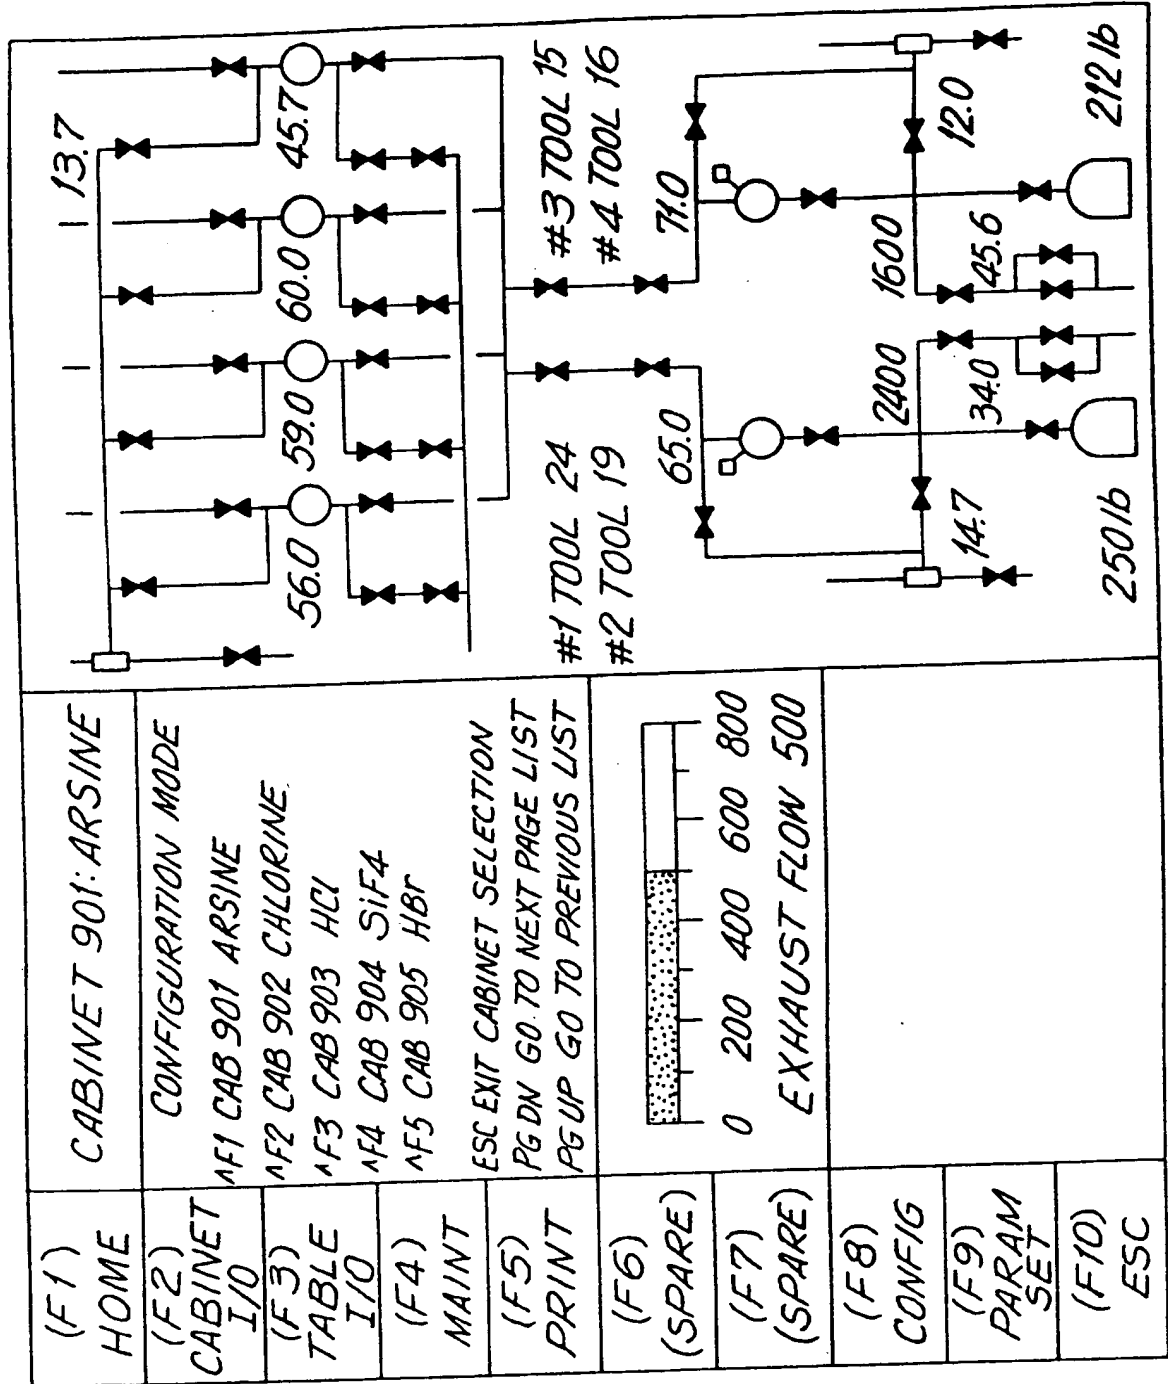 (F1)
HOME
(F2)
CABINET
I/O
(F3)
TABLE
I/O
(F4)
MAINT
(F5)
PRINT
(F6)
(SPARE)
(F7)
(SPARE)
(F8)
CONFIG
(F9)
PARAM
SET
(F10)
ESC
CABINET 901: ARSINE
CONFIGURATION MODE
^F1 CAB 901 ARSINE
^F2 CAB 902 CHLORINE
^F3 CAB 903 HCl
^F4 CAB 904 SiF4
^F5 CAB 905 HBr
ESC EXIT CABINET SELECTION
PG DN GO TO NEXT PAGE LIST
PG UP GO TO PREVIOUS LIST
0 200 400 600 800
EXHAUST FLOW 500
13.7
56.0 59.0 60.0 45.7
#1 TOOL 24
#2 TOOL 19
#3 TOOL 15
#4 TOOL 16
65.0 71.0
2400 1600
14.7 34.0 45.6 12.0
250 lb 212 lb